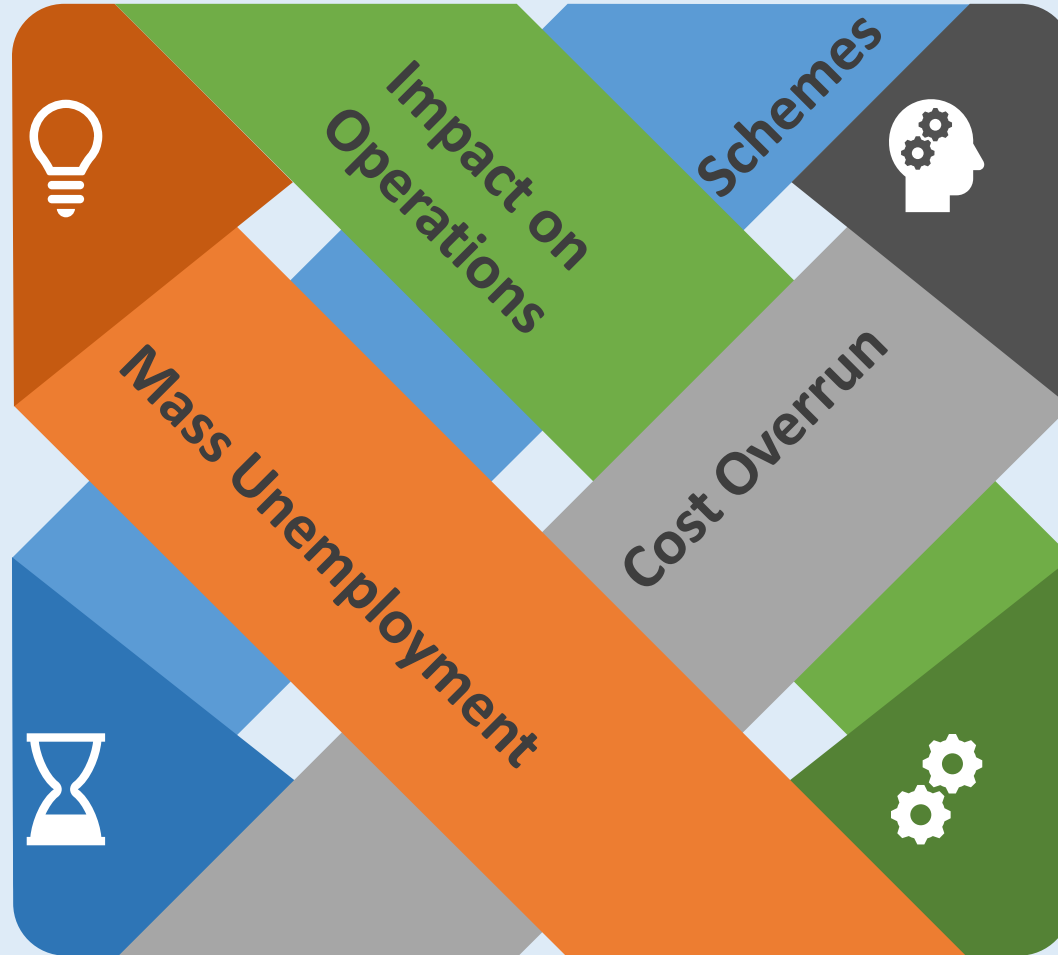 Impact on
Operations
Schemes
Mass Unemployment
Cost Overrun